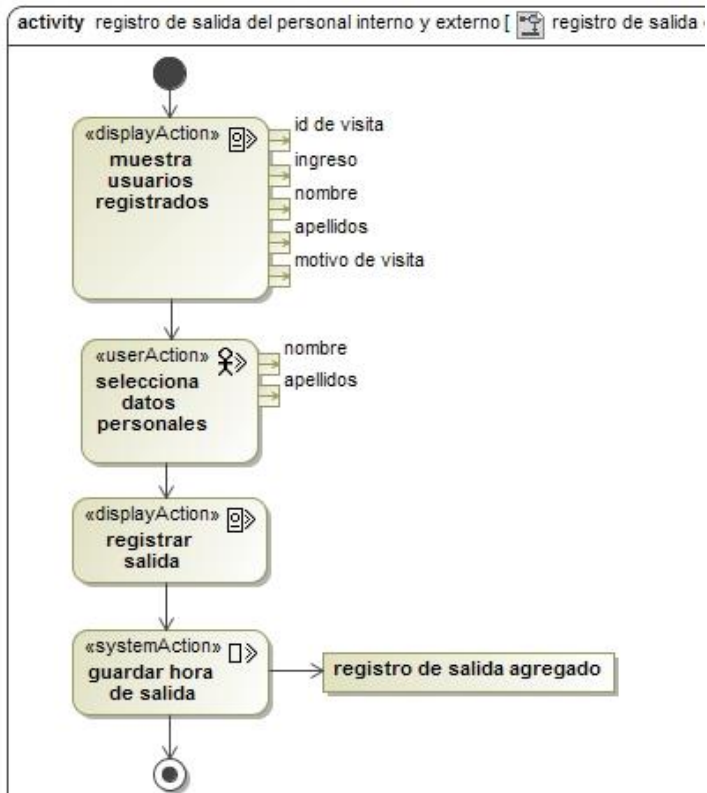 activity registro de salida del personal interno y externo [ registro de salida
«displayAction»
muestra
usuarios
registrados
id de visita
ingreso
nombre
apellidos
motivo de visita
«userAction»
selecciona
datos
personales
nombre
apellidos
«displayAction»
registrar
salida
«systemAction»
guardar hora
de salida
registro de salida agregado